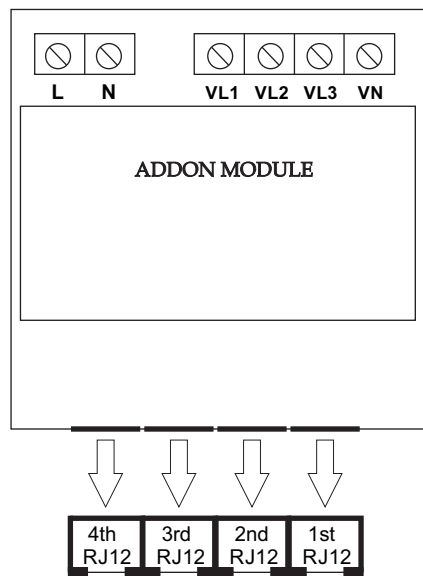 L N VL1 VL2 VL3 VN
ADDON MODULE
4th 3rd 2nd 1st
RJ12 RJ12 RJ12 RJ12